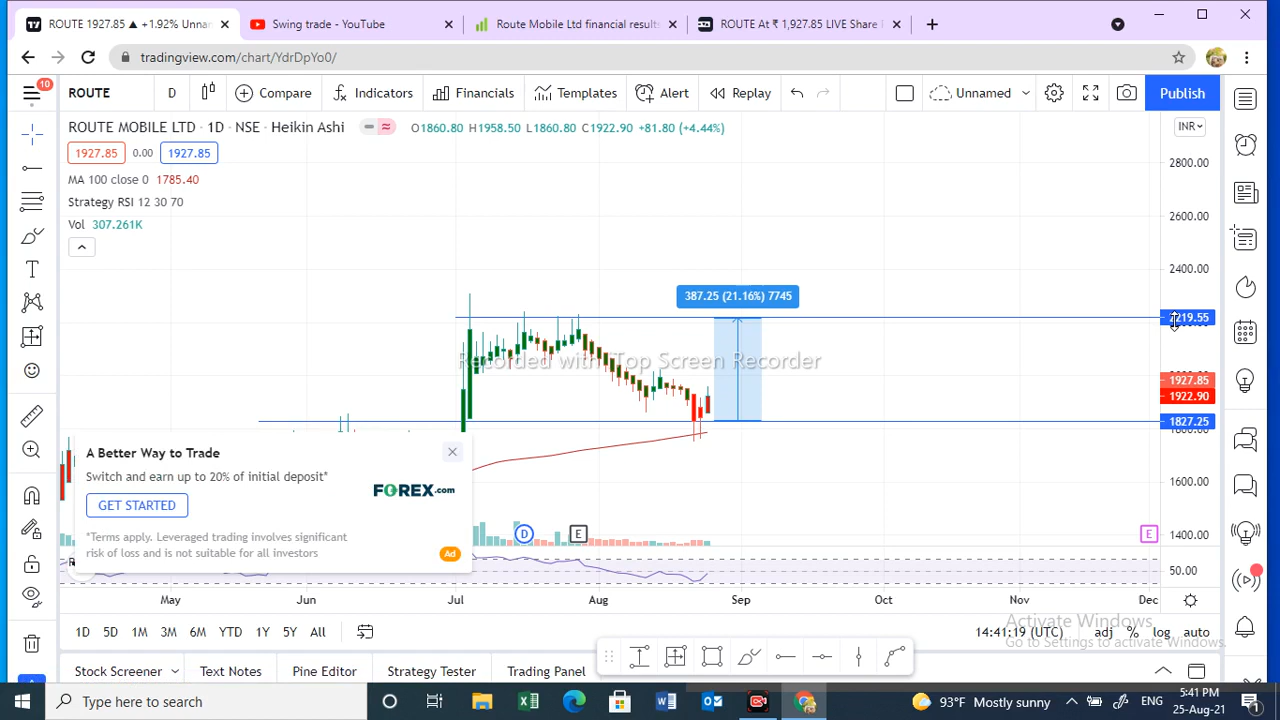 ROUTE 1927.85 ▲ +1.92% Unnar
Swing trade - YouTube
Route Mobile Ltd financial results
ROUTE At ₹ 1,927.85 LIVE Share
tradingview.com/chart/YdrDpYo0/
10
ROUTE
D
Compare
Indicators
Financials
Templates
Alert
Replay
Unnamed
Publish
ROUTE MOBILE LTD · 1D · NSE · Heikin Ashi
O1860.80 H1958.50 L1860.80 C1922.90 +81.80 (+4.44%)
INR
1927.85 0.00 1927.85
MA 100 close 0 1785.40
Strategy RSI 12 30 70
Vol 307.261K
2800.00
2600.00
2400.00
387.25 (21.16%) 7745
Recorded with iTop Screen Recorder
1927.85
1922.90
1827.25
1600.00
1400.00
50.00
A Better Way to Trade
Switch and earn up to 20% of initial deposit*
FOREX.com
GET STARTED
*Terms apply. Leveraged trading involves significant
risk of loss and is not suitable for all investors
Ad
D
E
E
May Jun Jul Aug Sep Oct Nov Dec
Activate Windows
Go to Settings to activate Windows.
1D 5D 1M 3M 6M YTD 1Y 5Y All
14:41:19 (UTC) adj % log auto
Stock Screener
Text Notes
Pine Editor
Strategy Tester
Trading Panel
Type here to search
93°F Mostly sunny
ENG
5:41 PM
25-Aug-21
1